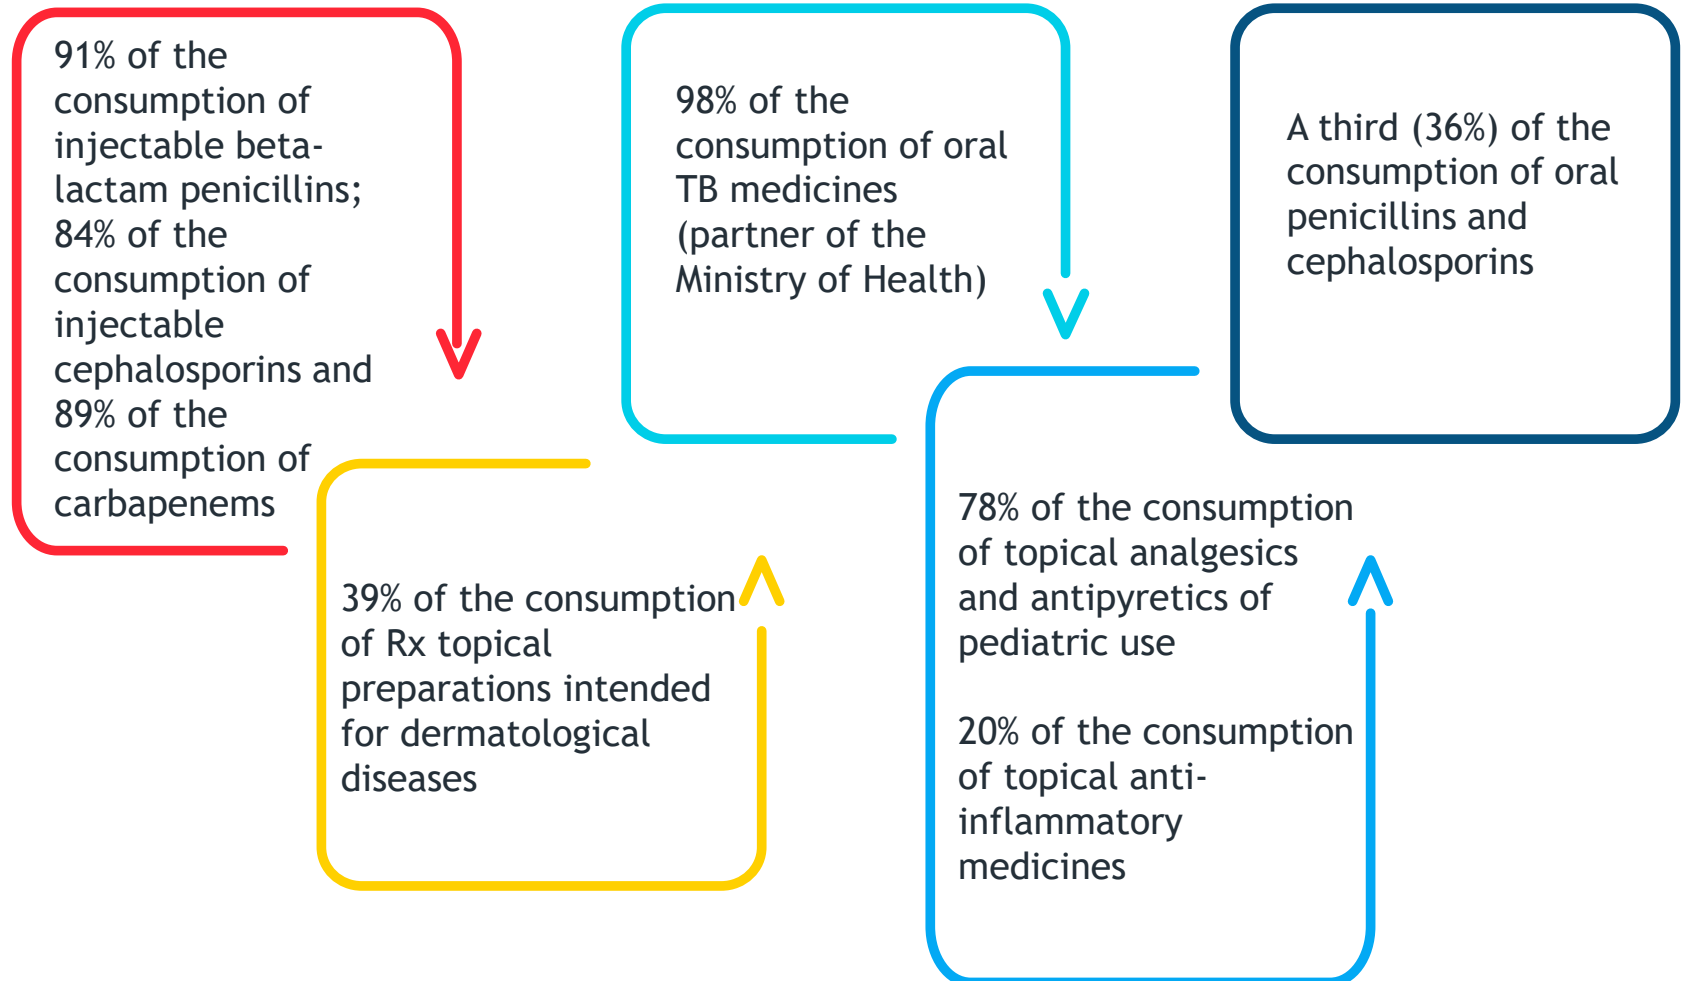 91% of the
consumption of
injectable beta-
lactam penicillins;
84% of the
consumption of
injectable
cephalosporins and
89% of the
consumption of
carbapenems
39% of the consumption
of Rx topical
preparations intended
for dermatological
diseases
98% of the
consumption of oral
TB medicines
(partner of the
Ministry of Health)
78% of the consumption
of topical analgesics
and antipyretics of
pediatric use
20% of the consumption
of topical anti-
inflammatory
medicines
A third (36%) of the
consumption of oral
penicillins and
cephalosporins